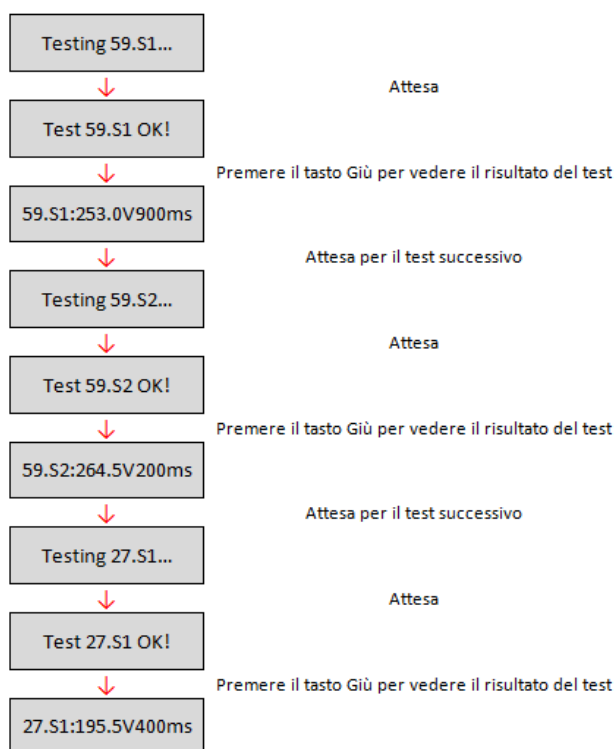 Testing 59.S1...
Attesa
Test 59.S1 OK!
Premere il tasto Giù per vedere il risultato del test
59.S1:253.0V900ms
Attesa per il test successivo
Testing 59.S2...
Attesa
Test 59.S2 OK!
Premere il tasto Giù per vedere il risultato del test
59.S2:264.5V200ms
Attesa per il test successivo
Testing 27.S1...
Attesa
Test 27.S1 OK!
Premere il tasto Giù per vedere il risultato del test
27.S1:195.5V400ms